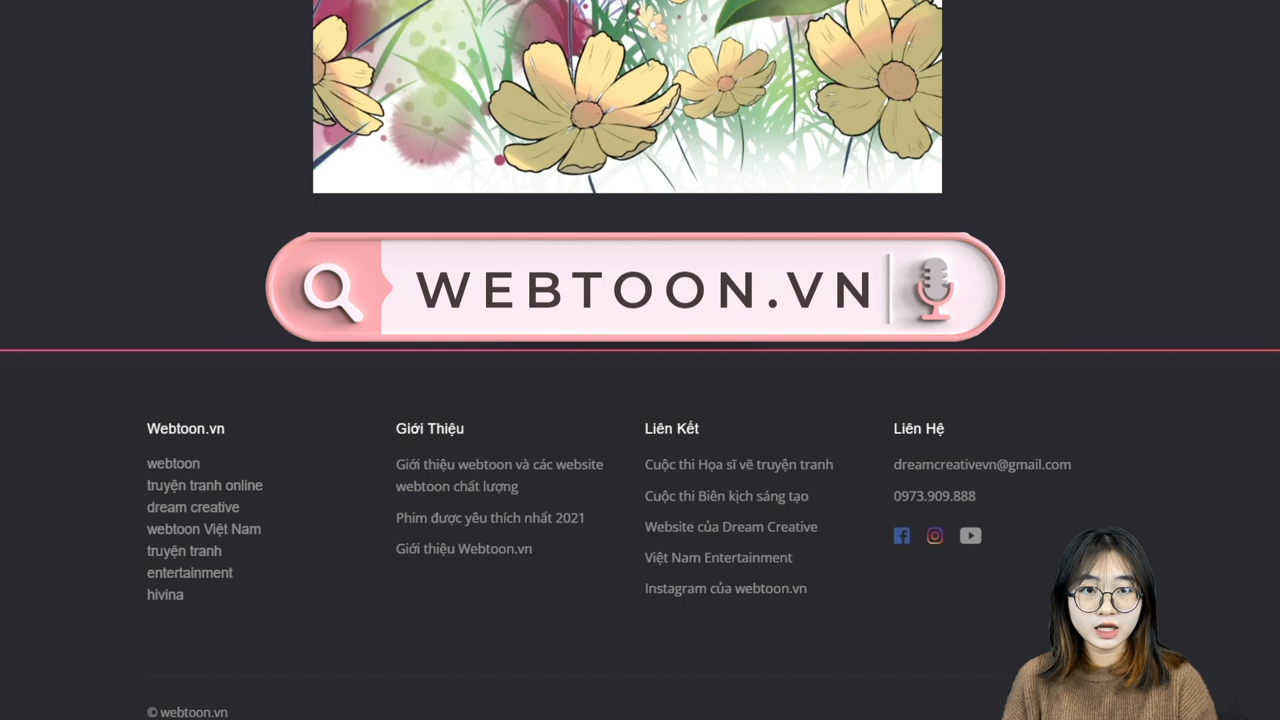 WEBTOON.VN
Webtoon.vn
webtoon
truyện tranh online
dream creative
webtoon Việt Nam
truyện tranh
entertainment
hivina
Giới Thiệu
Giới thiệu webtoon và các website
webtoon chất lượng
Phim được yêu thích nhất 2021
Giới thiệu Webtoon.vn
Liên Kết
Cuộc thi Họa sĩ vẽ truyện tranh
Cuộc thi Biên kịch sáng tạo
Website của Dream Creative
Việt Nam Entertainment
Instagram của webtoon.vn
Liên Hệ
dreamcreativevn@gmail.com
0973.909.888
© webtoon.vn